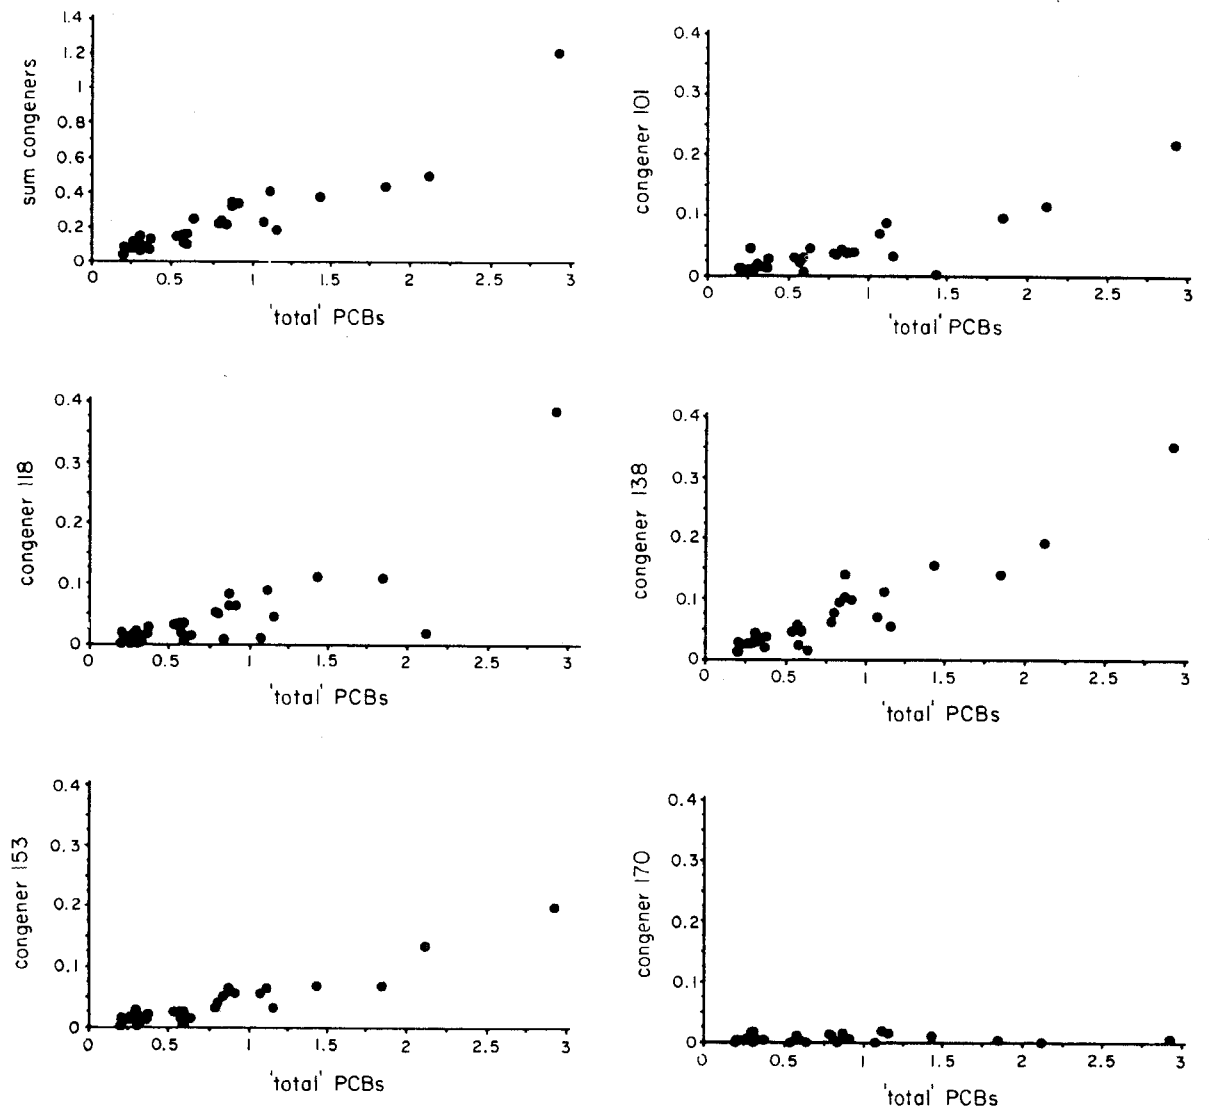 1.4
1.2
1
0.8
0.6
0.4
0.2
0
sum congeners
0 0.5 1 1.5 2 2.5 3
'total' PCBs
0.4
0.3
0.2
0.1
0
congener 101
0 0.5 1 1.5 2 2.5 3
'total' PCBs
0.4
0.3
0.2
0.1
0
congener 118
0 0.5 1 1.5 2 2.5 3
'total' PCBs
0.4
0.3
0.2
0.1
0
congener 138
0 0.5 1 1.5 2 2.5 3
'total' PCBs
0.4
0.3
0.2
0.1
0
congener 153
0 0.5 1 1.5 2 2.5 3
'total' PCBs
0.4
0.3
0.2
0.1
0
congener 170
0 0.5 1 1.5 2 2.5 3
'total' PCBs